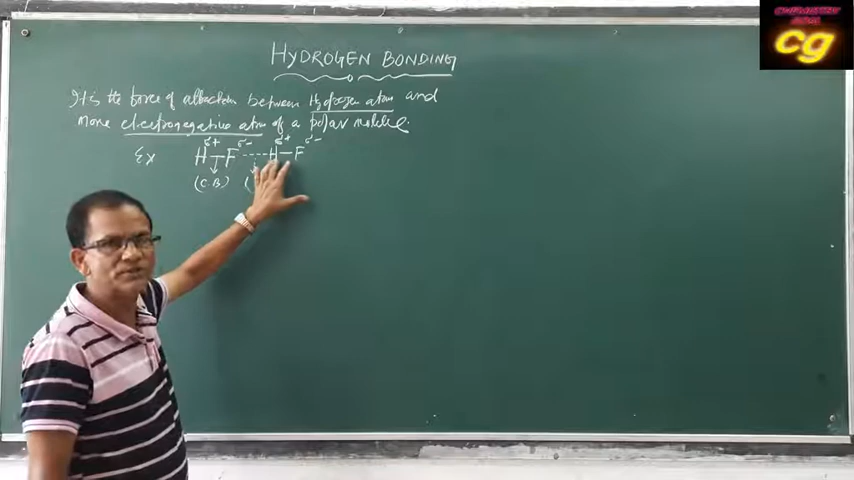 cg
HYDROGEN BONDING
It is the force of attraction between Hydrogen atom and
more electronegative atom of a polar molecule.
Ex H—F----H—F
δ+ δ- δ+ δ-
(C.B) (